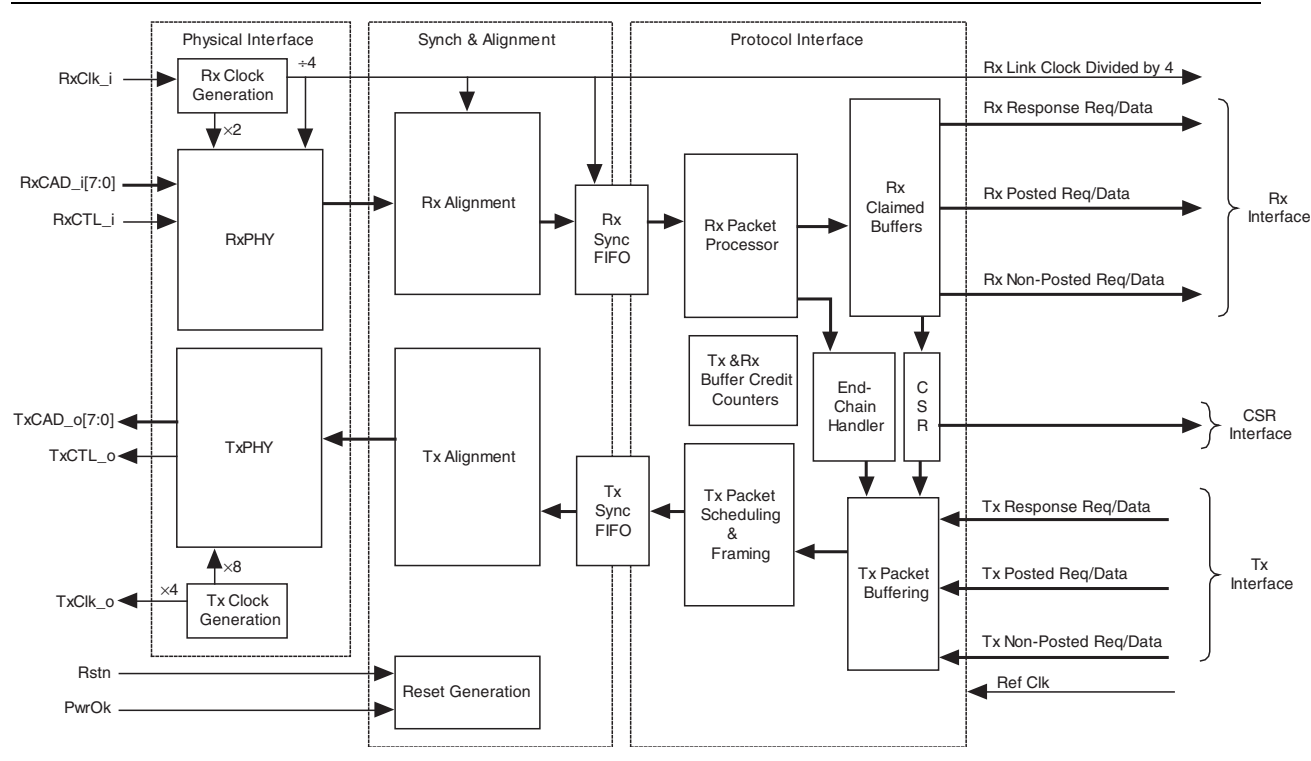 Physical Interface
Synch & Alignment
Protocol Interface
RxClk_i
Rx Clock
Generation
÷4
×2
Rx Link Clock Divided by 4
RxCAD_i[7:0]
RxCTL_i
RxPHY
Rx Alignment
Rx
Sync
FIFO
Rx Packet
Processor
Rx
Claimed
Buffers
Rx Response Req/Data
Rx Posted Req/Data
Rx Non-Posted Req/Data
Rx
Interface
Tx &Rx
Buffer Credit
Counters
End-
Chain
Handler
C
S
R
CSR
Interface
TxCAD_o[7:0]
TxCTL_o
TxPHY
Tx Alignment
Tx
Sync
FIFO
Tx Packet
Scheduling
&
Framing
Tx Packet
Buffering
Tx Response Req/Data
Tx Posted Req/Data
Tx Non-Posted Req/Data
Tx
Interface
×8
×4
TxClk_o
Tx Clock
Generation
Rstn
PwrOk
Reset Generation
Ref Clk